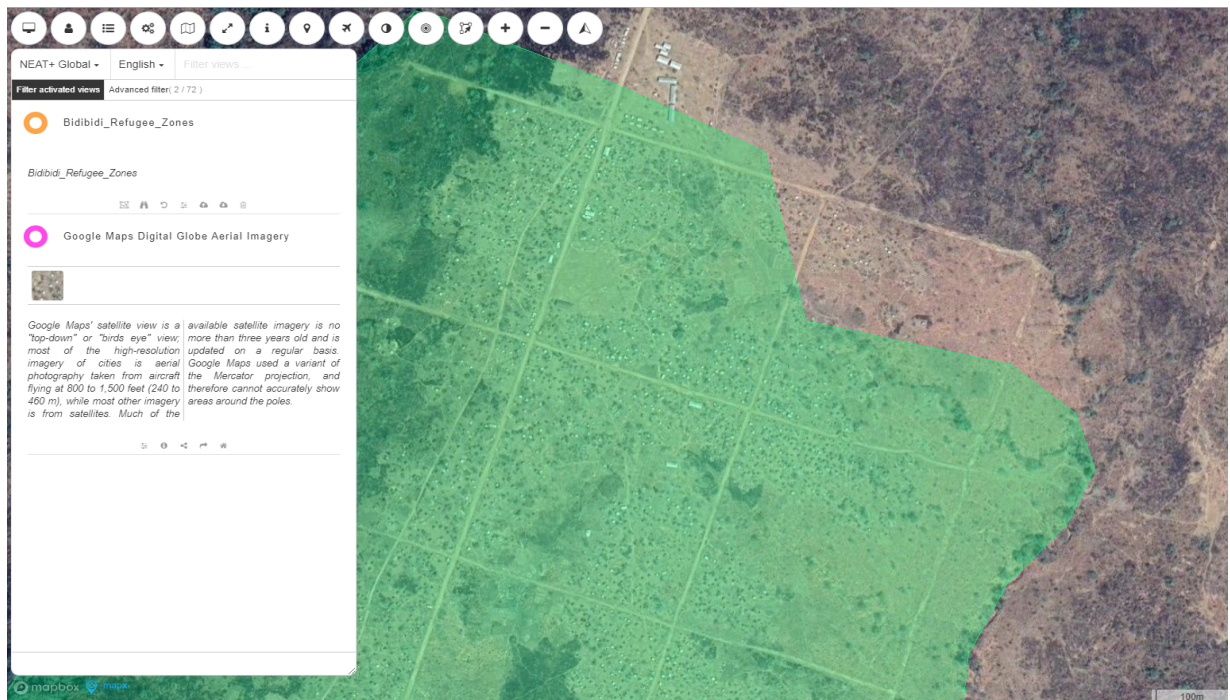 NEAT+ Global
English
Filter views ...
Filter activated views
Advanced filter( 2 / 72 )
Bidibidi_Refugee_Zones
Bidibidi_Refugee_Zones
Google Maps Digital Globe Aerial Imagery
Google Maps' satellite view is a
"top-down" or "birds eye" view;
most of the high-resolution
imagery of cities is aerial
photography taken from aircraft
flying at 800 to 1,500 feet (240 to
460 m), while most other imagery
is from satellites. Much of the
available satellite imagery is no
more than three years old and is
updated on a regular basis.
Google Maps used a variant of
the Mercator projection, and
therefore cannot accurately show
areas around the poles.
mapbox
mapx
100m